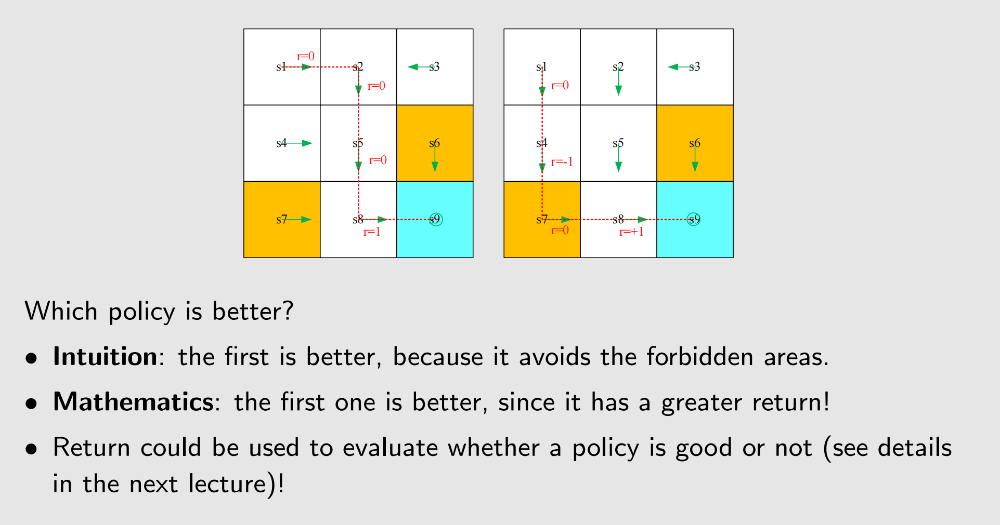 s1 r=0 s2 s3
r=0
s4 s5 s6
r=0
s7 s8 s9
r=1
s1 s2 s3
r=0
s4 s5 s6
r=-1
s7 s8 s9
r=0 r=+1
Which policy is better?
• Intuition: the first is better, because it avoids the forbidden areas.
• Mathematics: the first one is better, since it has a greater return!
• Return could be used to evaluate whether a policy is good or not (see details
in the next lecture)!